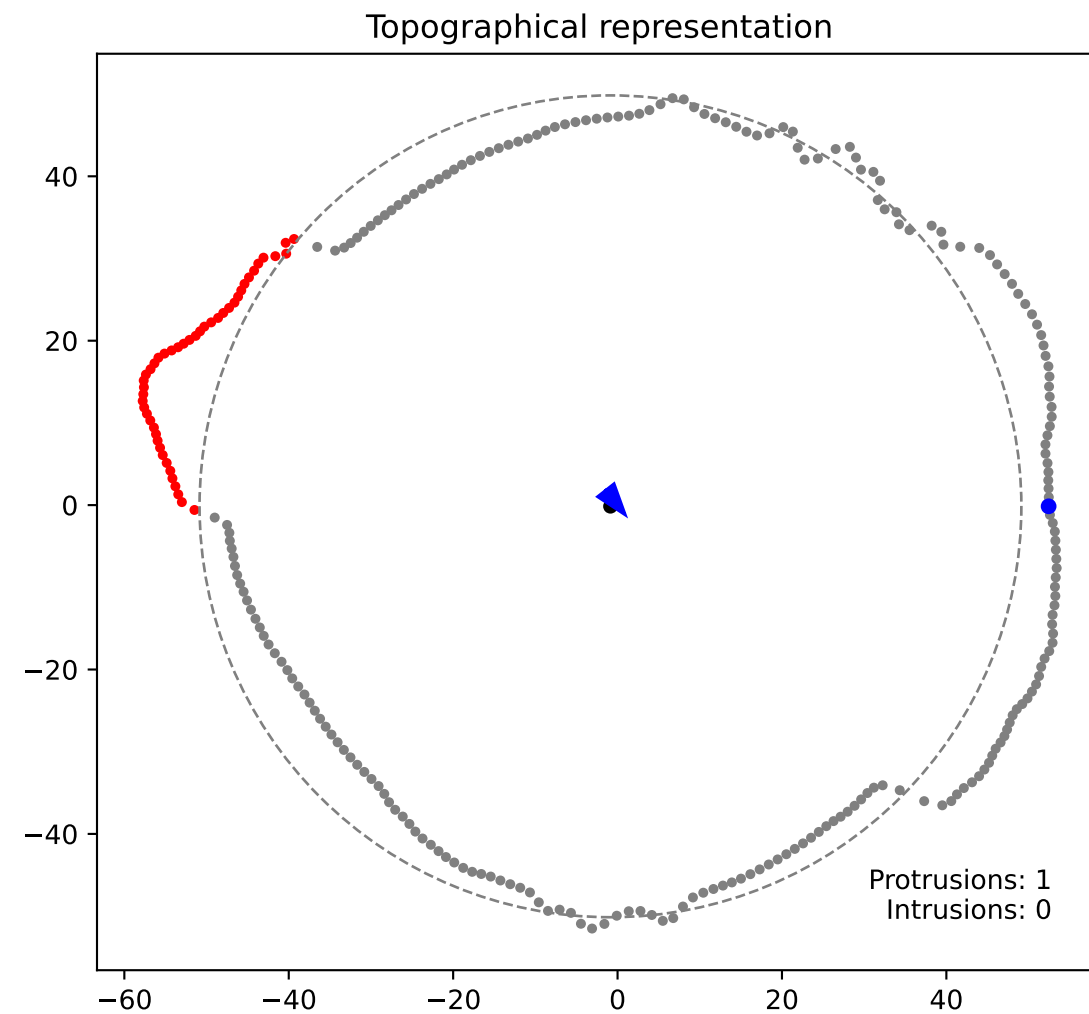 Topographical representation
40
20
0
−20
−40
Protrusions: 1
Intrusions: 0
−60 −40 −20 0 20 40